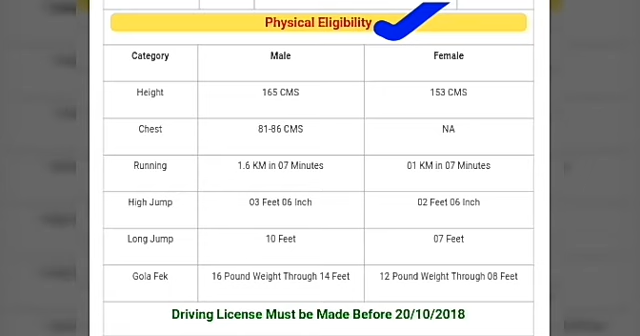 Physical Eligibility
Category Male Female
Height 165 CMS 153 CMS
Chest 81-86 CMS NA
Running 1.6 KM in 07 Minutes 01 KM in 07 Minutes
High Jump 03 Feet 06 Inch 02 Feet 06 Inch
Long Jump 10 Feet 07 Feet
Gola Fek 16 Pound Weight Through 14 Feet 12 Pound Weight Through 08 Feet
Driving License Must be Made Before 20/10/2018